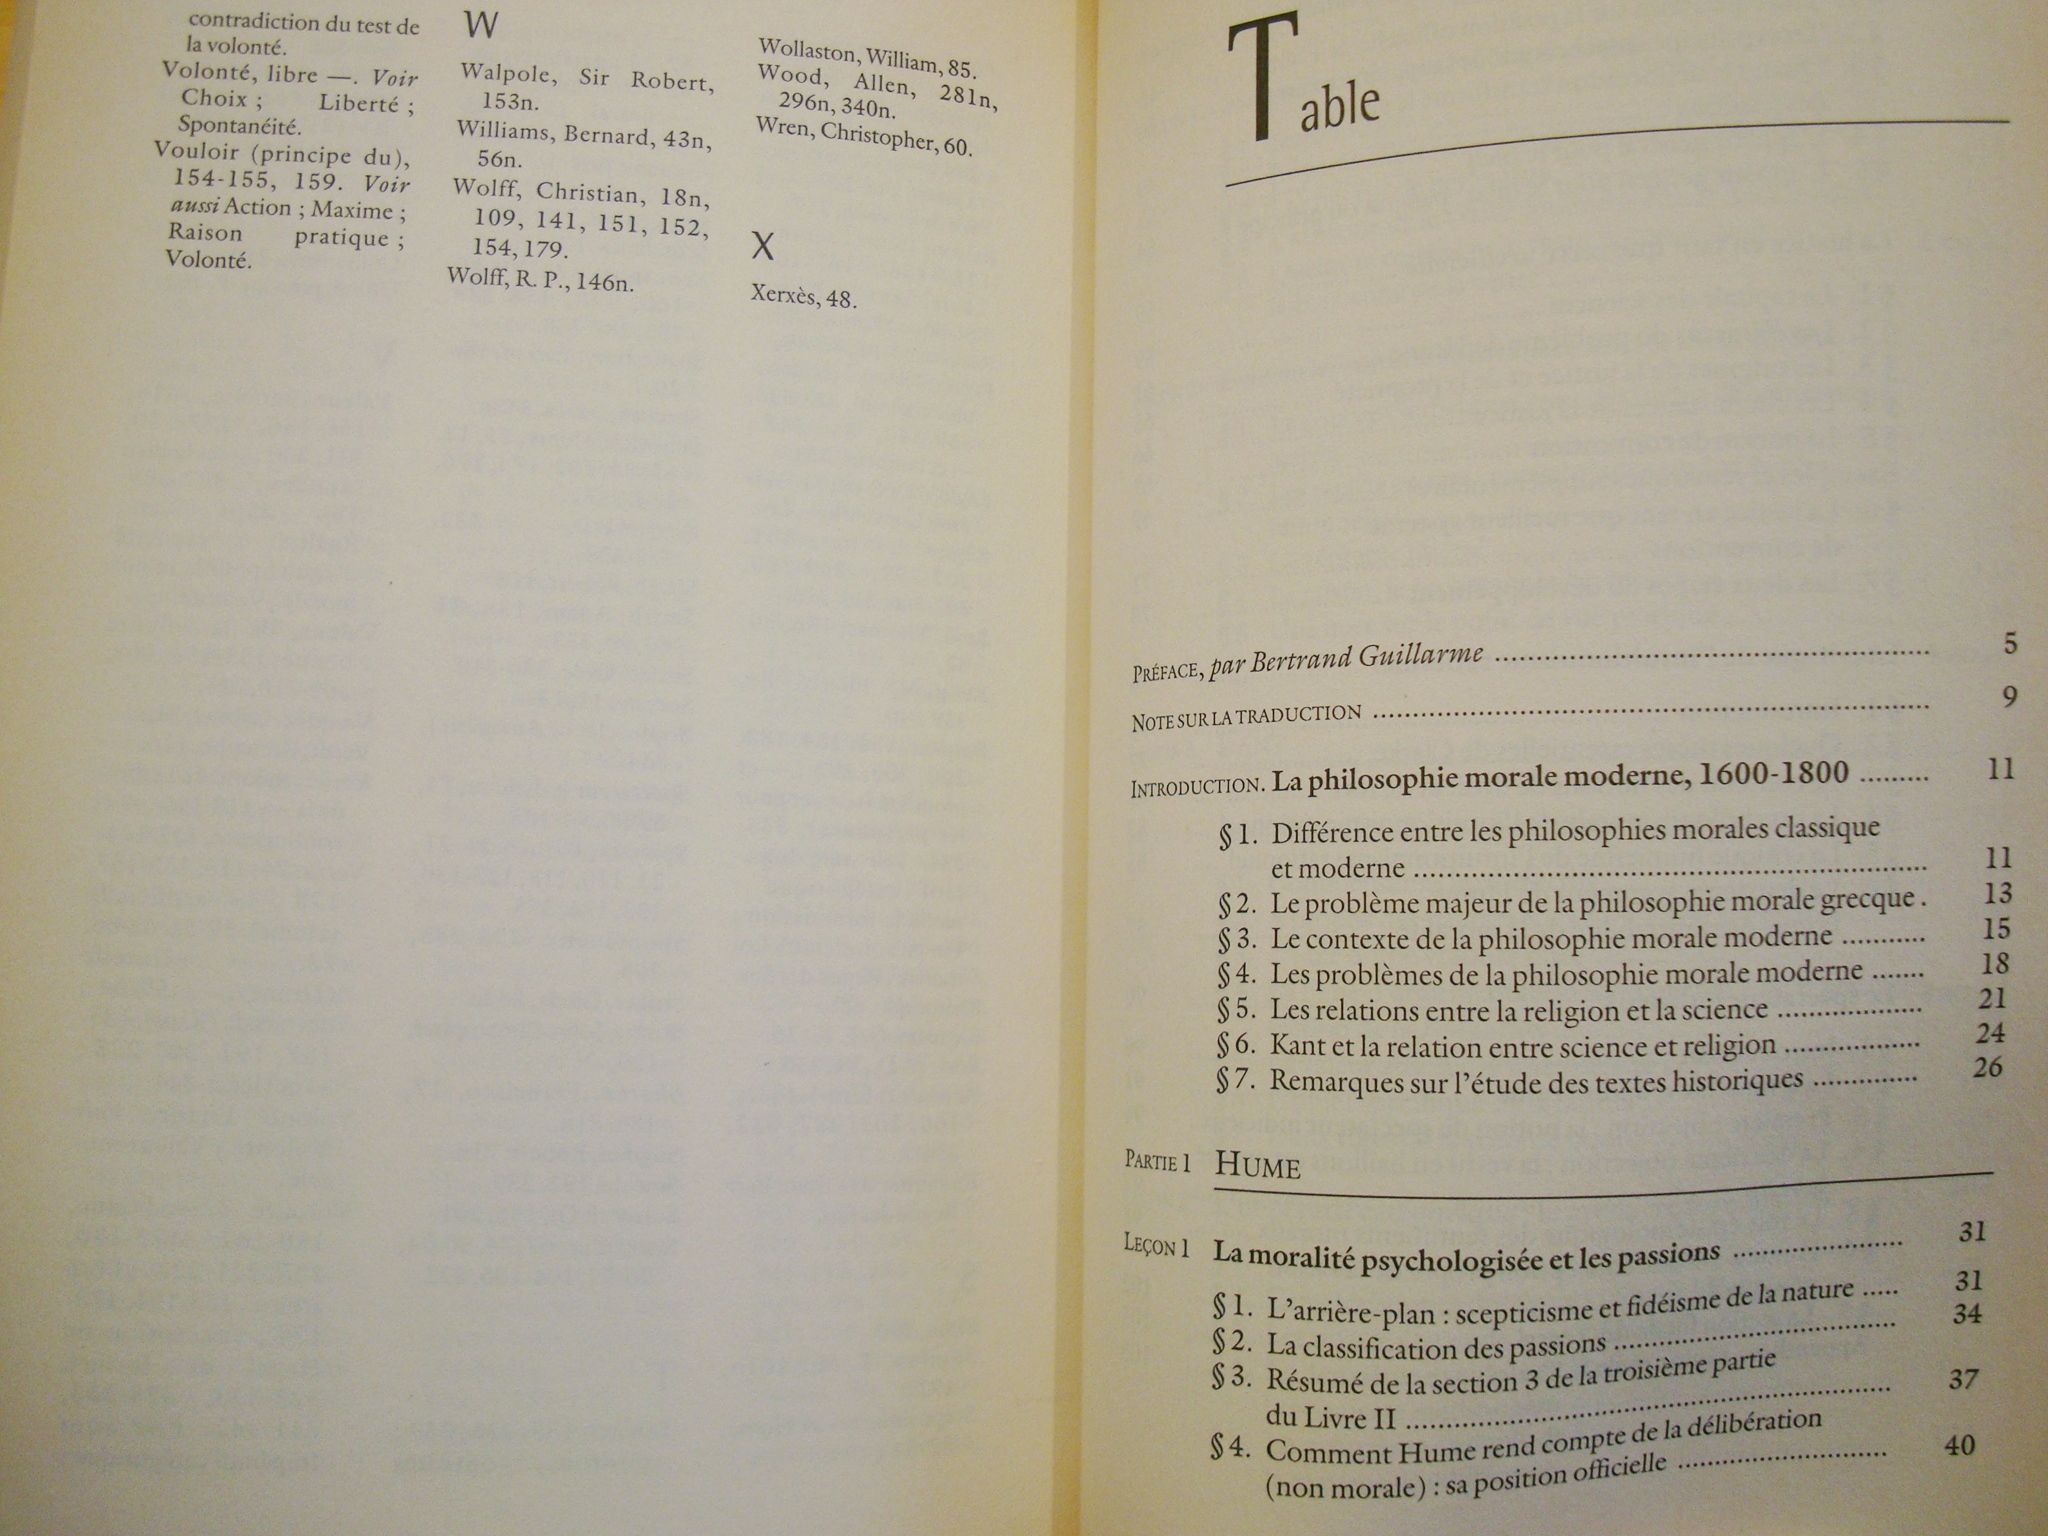 contradiction du test de
la volonté.
Volonté, libre —. Voir
Choix ; Liberté ;
Spontanéité.
Vouloir (principe du),
154-155, 159. Voir
aussi Action ; Maxime ;
Raison pratique ;
Volonté.
W
Walpole, Sir Robert,
153n.
Williams, Bernard, 43n,
56n.
Wolff, Christian, 18n,
109, 141, 151, 152,
154, 179.
Wolff, R. P., 146n.
Wollaston, William, 85.
Wood, Allen, 281n,
296n, 340n.
Wren, Christopher, 60.
X
Xerxès, 48.
Table
Préface, par Bertrand Guillarme .......... 5
Note sur la traduction .......... 9
Introduction. La philosophie morale moderne, 1600-1800 ......... 11
§ 1. Différence entre les philosophies morales classique
et moderne .......... 11
§ 2. Le problème majeur de la philosophie morale grecque . 13
§ 3. Le contexte de la philosophie morale moderne ........... 15
§ 4. Les problèmes de la philosophie morale moderne ....... 18
§ 5. Les relations entre la religion et la science .......... 21
§ 6. Kant et la relation entre science et religion .......... 24
§ 7. Remarques sur l'étude des textes historiques .......... 26
Partie 1 Hume
Leçon 1 La moralité psychologisée et les passions .......... 31
§ 1. L'arrière-plan : scepticisme et fidéisme de la nature ..... 31
§ 2. La classification des passions .......... 34
§ 3. Résumé de la section 3 de la troisième partie
du Livre II .......... 37
§ 4. Comment Hume rend compte de la délibération
(non morale) : sa position officielle .......... 40